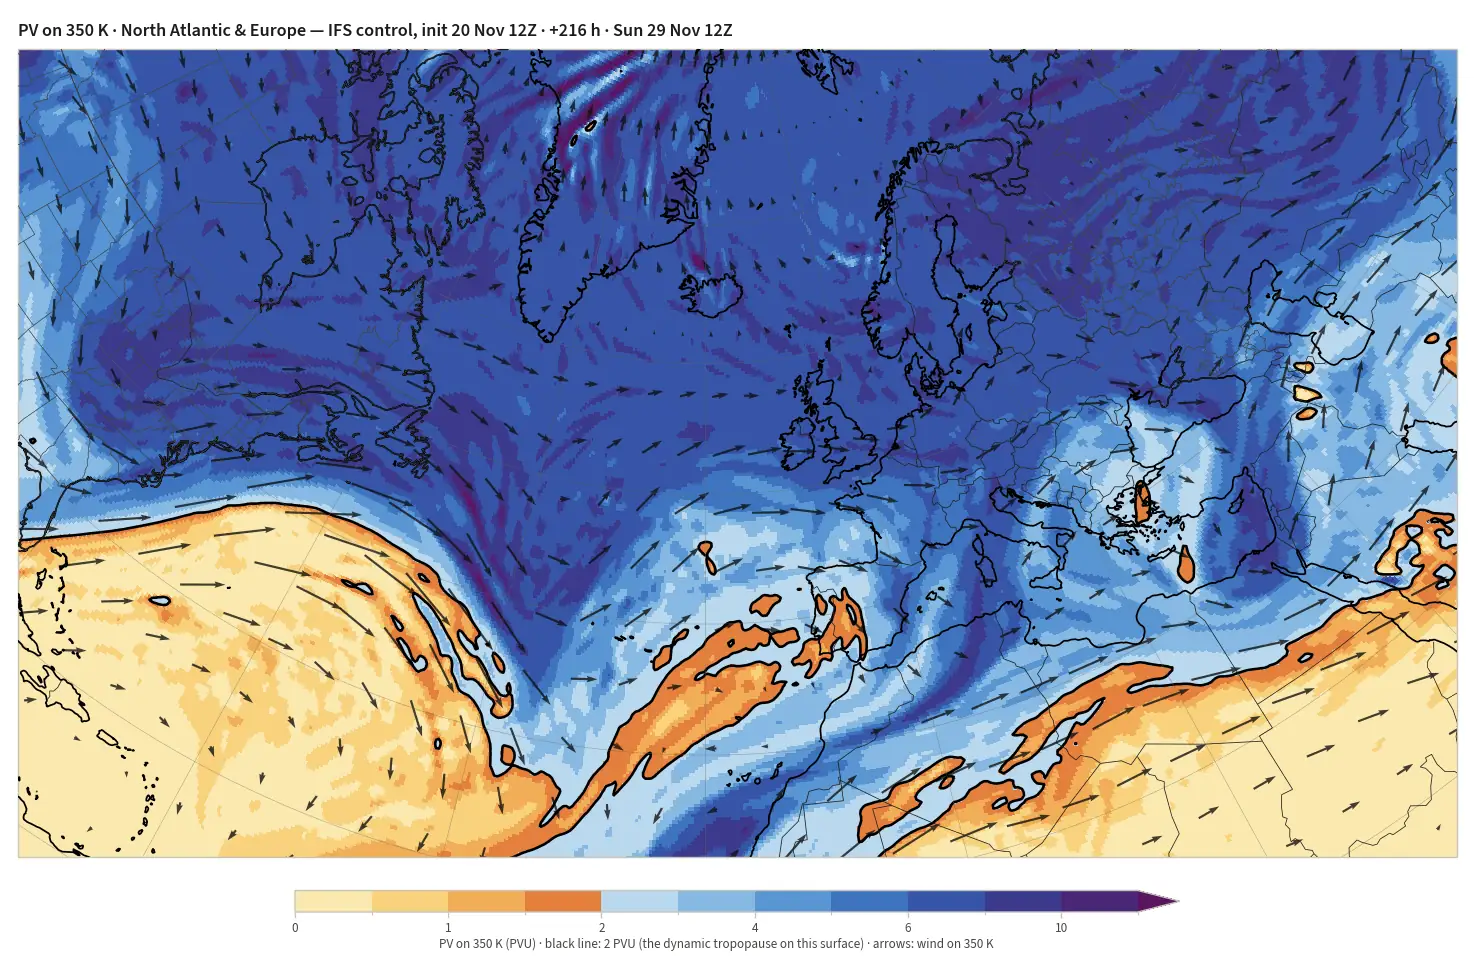 PV on 350 K · North Atlantic & Europe — IFS control, init 20 Nov 12Z · +216 h · Sun 29 Nov 12Z
0 1 2 4 6 10
PV on 350 K (PVU) · black line: 2 PVU (the dynamic tropopause on this surface) · arrows: wind on 350 K